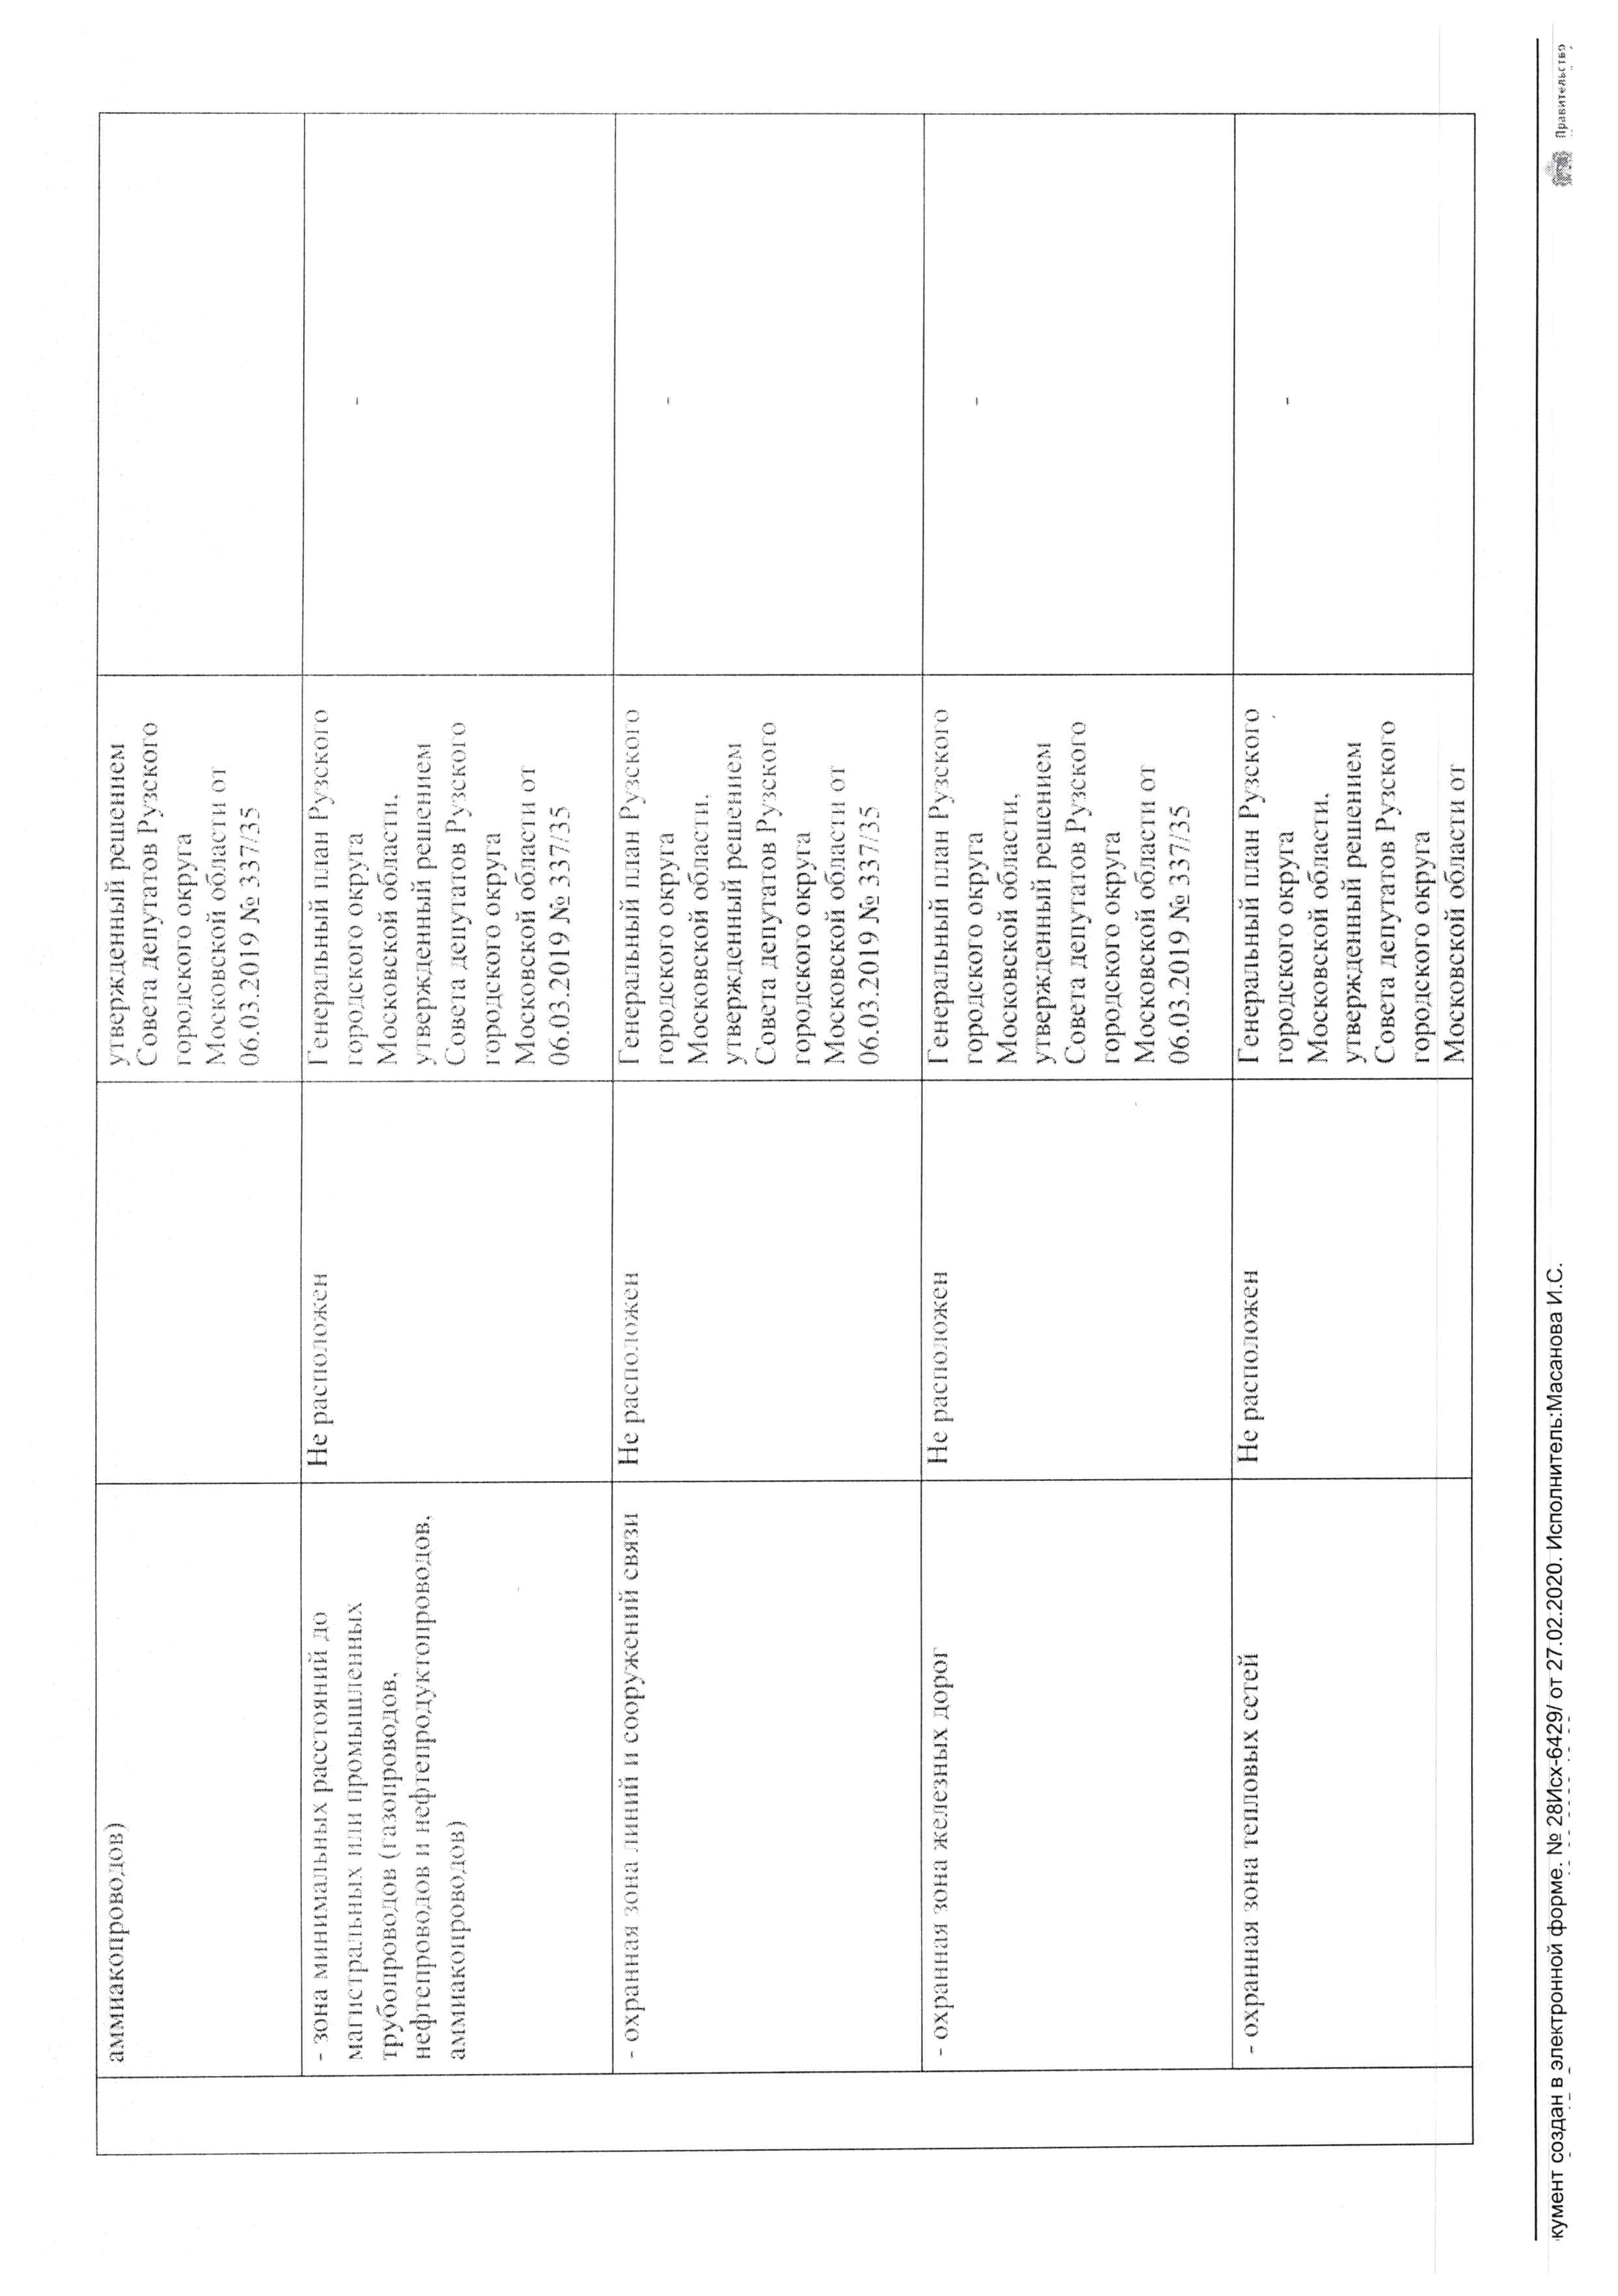 аммиакопроводов)
утвержденный решением
Совета депутатов Рузского
городского округа
Московской области от
06.03.2019 № 337/35
- зона минимальных расстояний до
магистральных или промышленных
трубопроводов (газопроводов,
нефтепроводов и нефтепродуктопроводов,
аммиакопроводов)
Не расположен
Генеральный план Рузского
городского округа
Московской области,
утвержденный решением
Совета депутатов Рузского
городского округа
Московской области от
06.03.2019 № 337/35
-
- охранная зона линий и сооружений связи
Не расположен
Генеральный план Рузского
городского округа
Московской области,
утвержденный решением
Совета депутатов Рузского
городского округа
Московской области от
06.03.2019 № 337/35
-
- охранная зона железных дорог
Не расположен
Генеральный план Рузского
городского округа
Московской области,
утвержденный решением
Совета депутатов Рузского
городского округа
Московской области от
06.03.2019 № 337/35
-
- охранная зона тепловых сетей
Не расположен
Генеральный план Рузского
городского округа
Московской области,
утвержденный решением
Совета депутатов Рузского
городского округа
Московской области от
-
кумент создан в электронной форме. № 28Исх-6429/ от 27.02.2020. Исполнитель:Масанова И.С.
Правительство